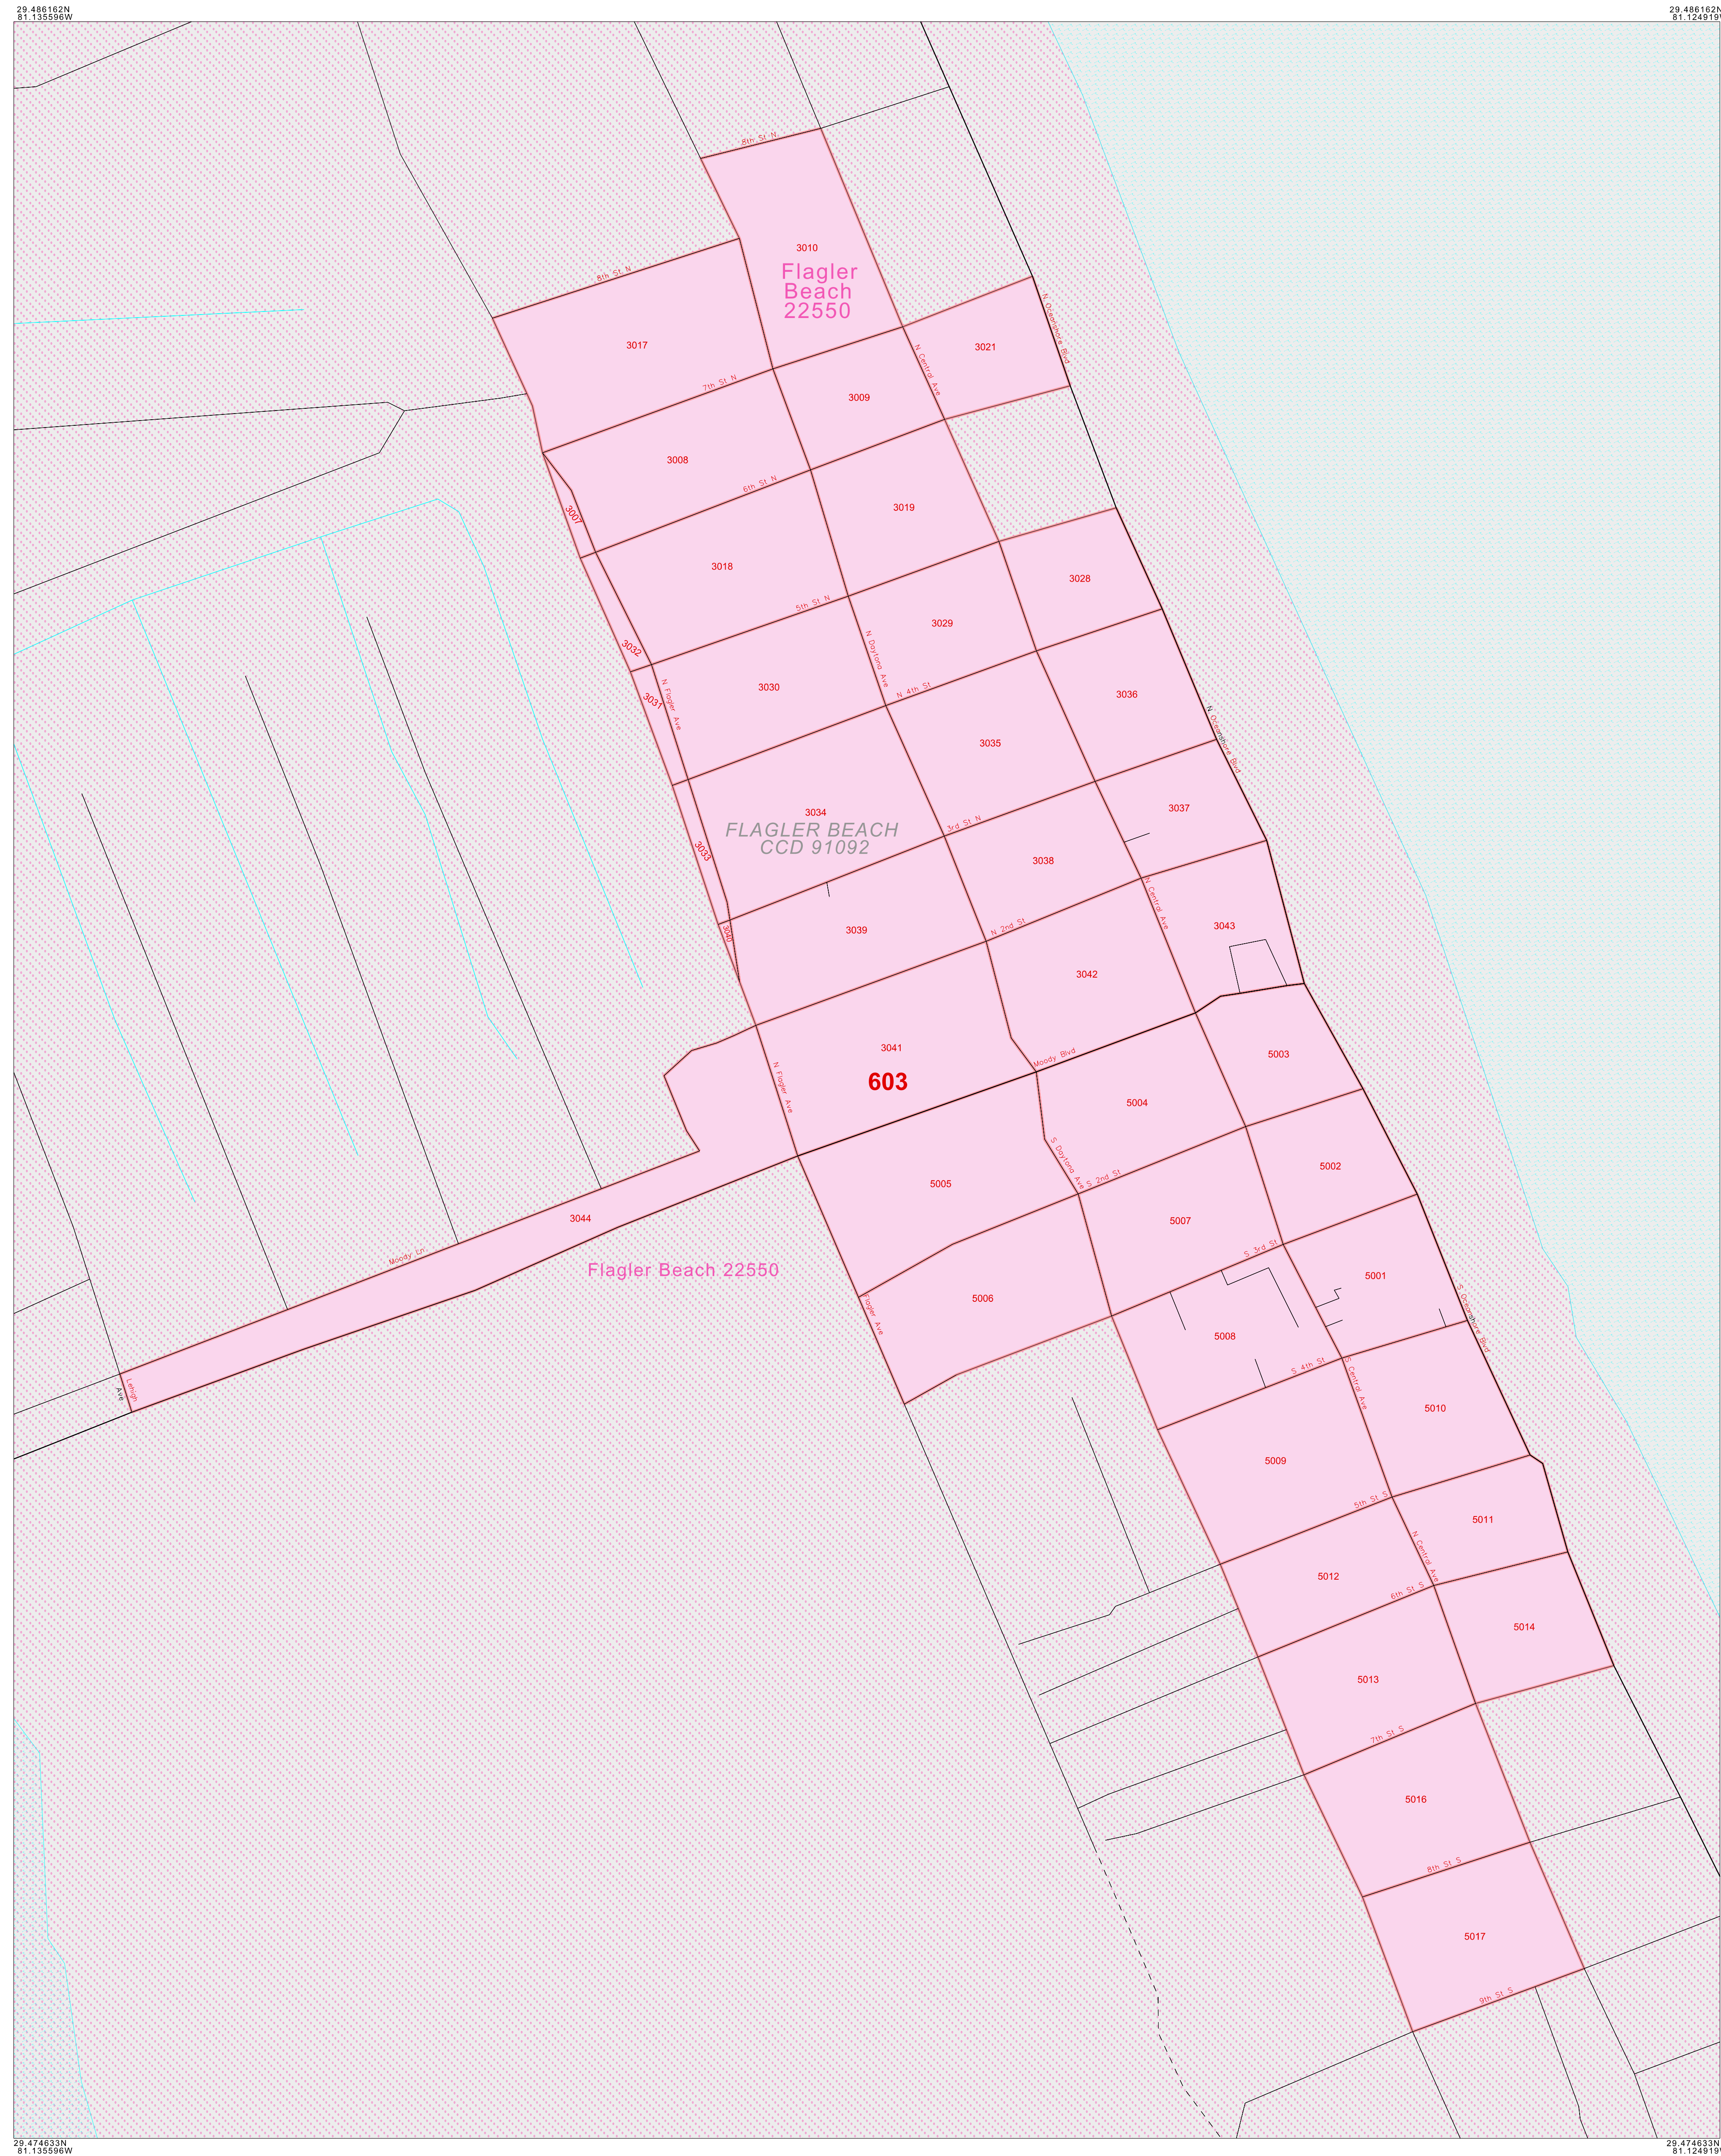 29.486162N
81.135596W
29.486162N
81.124919W
8th St N
3010
Flagler
Beach
22550
8th St N
N Oceanshore Blvd
3017
3021
N Central Ave
7th St N
3009
3008
6th St N
3007
3019
3018
3028
5th St N
3029
3032
N Daytona Ave
3030
N 4th St
3031
N Flagler Ave
3036
N Oceanshore Blvd
3035
3034
3037
3rd St N
FLAGLER BEACH
CCD 91092
3033
3038
N Central Ave
3039
N 2nd St
3040
3043
3042
3041
Moody Blvd
5003
603
N Flagler Ave
5004
S Daytona Ave
5002
S 2nd St
5005
3044
5007
Moody Ln
S 3rd St
Flagler Beach 22550
5001
5006
S Oceanshore Blvd
Flagler Ave
5008
S 4th St
S Central Ave
Lehigh
Ave
5010
5009
5th St S
5011
N Central Ave
5012
6th St S
5014
5013
7th St S
5016
8th St S
5017
9th St S
29.474633N
81.135596W
29.474633N
81.124919W